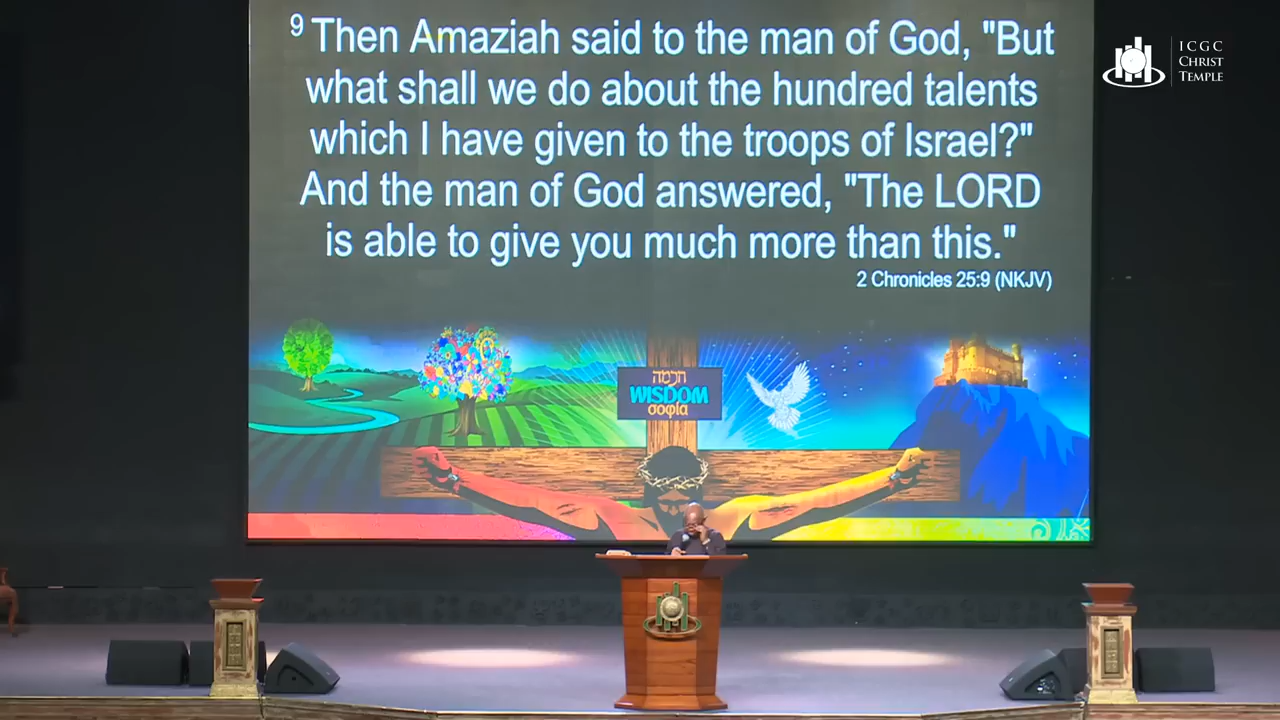 9 Then Amaziah said to the man of God, "But
what shall we do about the hundred talents
which I have given to the troops of Israel?"
And the man of God answered, "The LORD
is able to give you much more than this."
2 Chronicles 25:9 (NKJV)
ICGC
CHRIST
TEMPLE
חכמה
WISDOM
σοφία